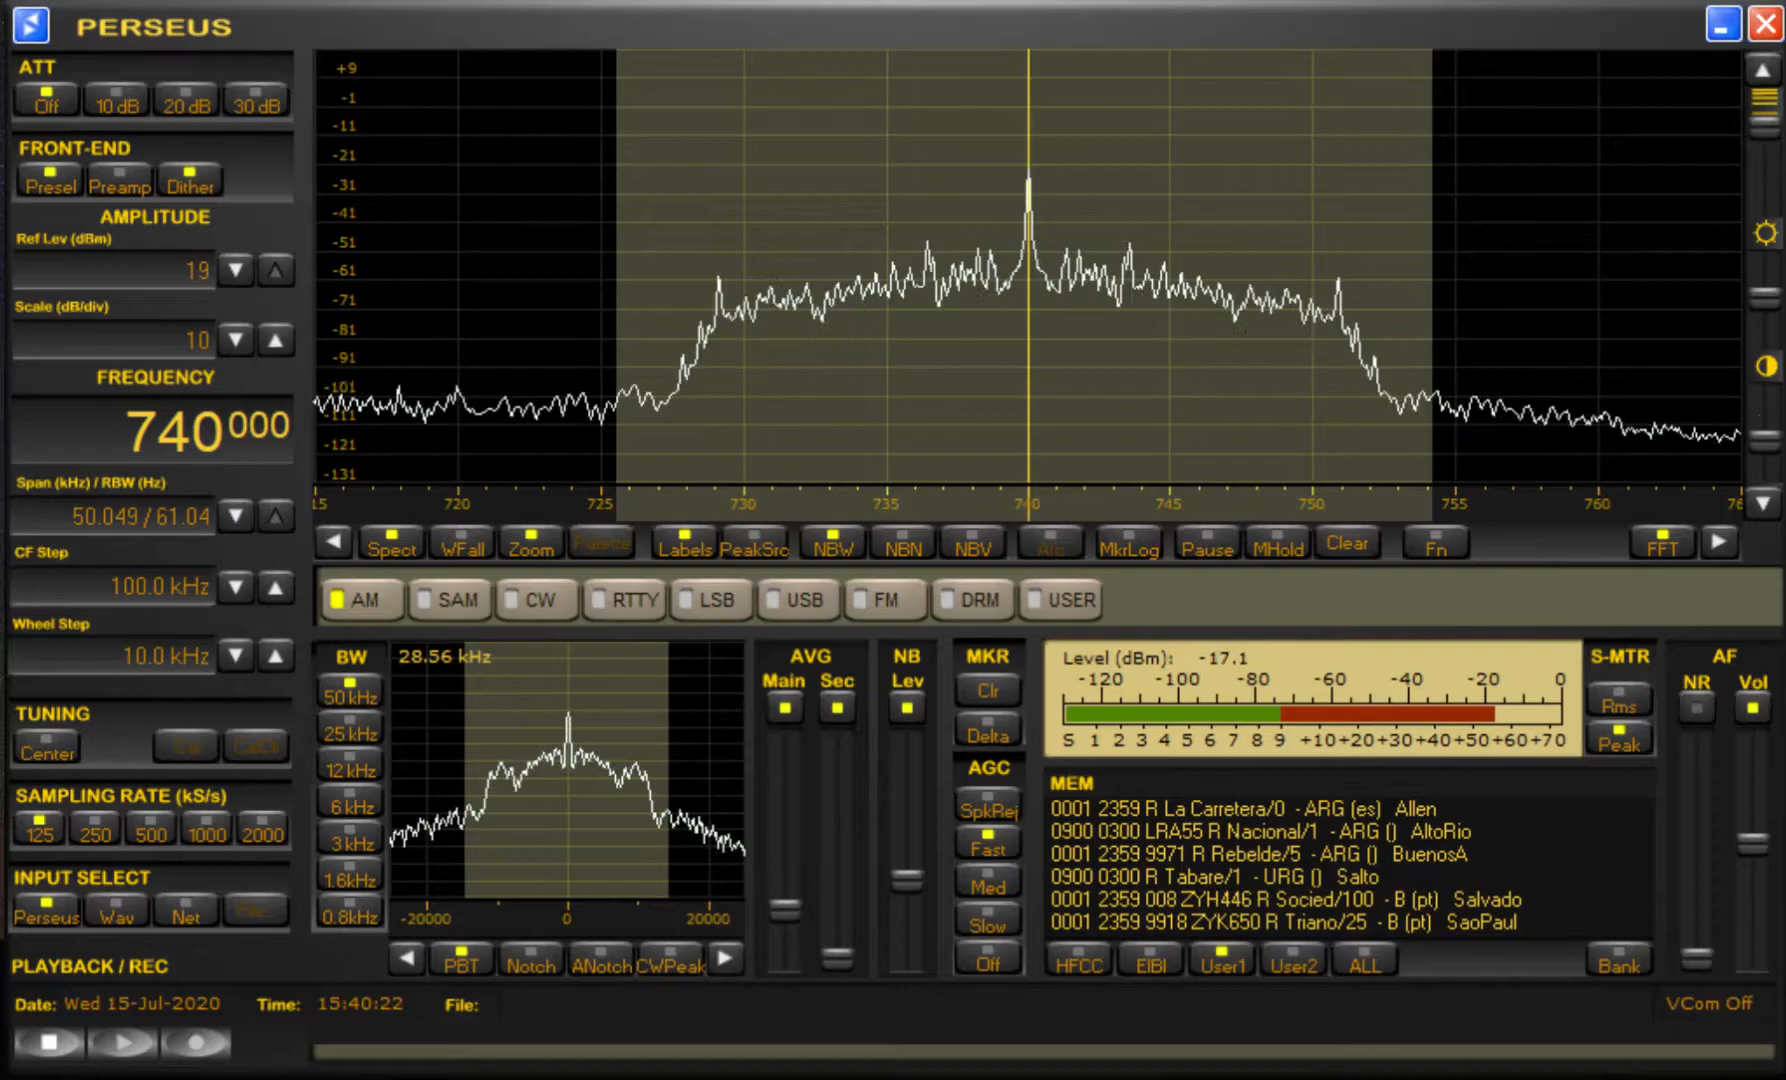 PERSEUS
ATT
Off 10 dB 20 dB 30 dB
FRONT-END
Presel Preamp Dither
AMPLITUDE
Ref Lev (dBm)
19
Scale (dB/div)
10
FREQUENCY
740000
Span (kHz) / RBW (Hz)
50.049 / 61.04
CF Step
100.0 kHz
Wheel Step
10.0 kHz
TUNING
Center
SAMPLING RATE (kS/s)
125 250 500 1000 2000
INPUT SELECT
Perseus Wav Net
PLAYBACK / REC
Date: Wed 15-Jul-2020 Time: 15:40:22 File:
+9
-1
-11
-21
-31
-41
-51
-61
-71
-81
-91
-101
-111
-121
-131
15 720 725 730 735 740 745 750 755 760 76
Spect WFall Zoom Palette Labels PeakSrc NBW NBN NBV MkrLog Pause MHold Clear Fn FFT
AM SAM CW RTTY LSB USB FM DRM USER
BW
50 kHz
25 kHz
12 kHz
6 kHz
3 kHz
1.6kHz
0.8kHz
28.56 kHz
-20000 0 20000
PBT Notch ANotch CWPeak
AVG
Main Sec
NB
Lev
MKR
Clr
Delta
AGC
SpkRej
Fast
Med
Slow
Off
Level (dBm): -17.1
-120 -100 -80 -60 -40 -20 0
S 1 2 3 4 5 6 7 8 9 +10+20+30+40+50+60+70
S-MTR
Rms
Peak
AF
NR Vol
MEM
0001 2359 R La Carretera/0 - ARG (es) Allen
0900 0300 LRA55 R Nacional/1 - ARG () AltoRio
0001 2359 9971 R Rebelde/5 - ARG () BuenosA
0900 0300 R Tabare/1 - URG () Salto
0001 2359 008 ZYH446 R Socied/100 - B (pt) Salvado
0001 2359 9918 ZYK650 R Triano/25 - B (pt) SaoPaul
HFCC EIBI User1 User2 ALL Bank
VCom Off